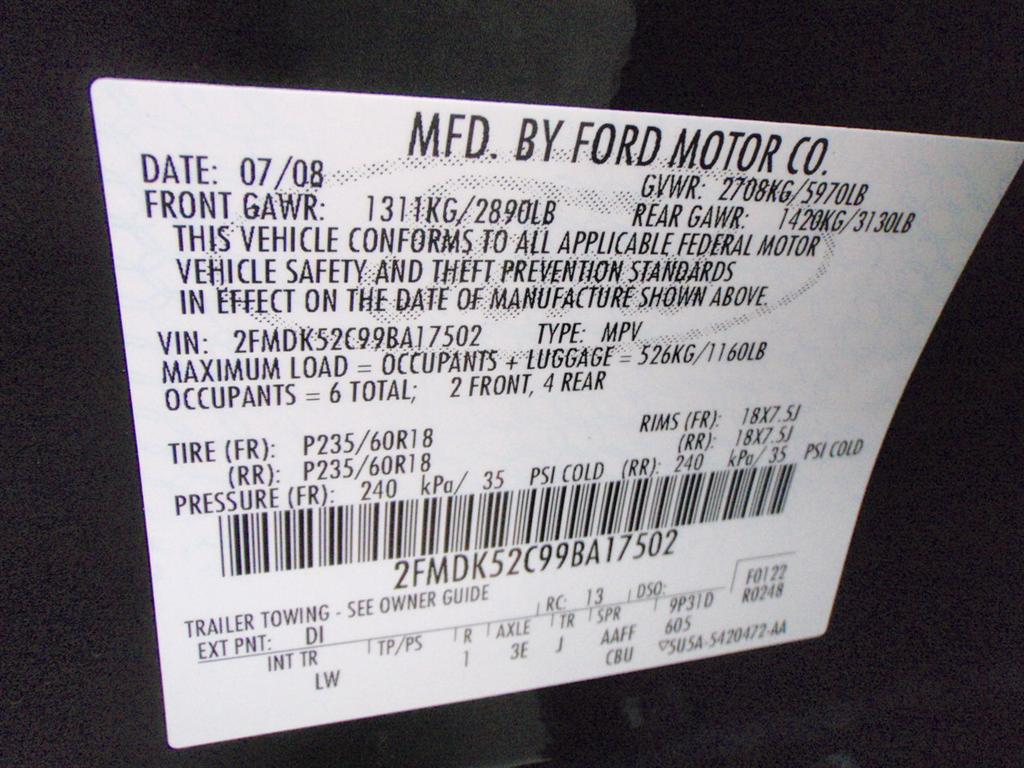 MFD. BY FORD MOTOR CO.
DATE: 07/08 GVWR: 2708KG/5970LB
FRONT GAWR: 1311KG/2890LB REAR GAWR: 1420KG/3130LB
THIS VEHICLE CONFORMS TO ALL APPLICABLE FEDERAL MOTOR
VEHICLE SAFETY AND THEFT PREVENTION STANDARDS
IN EFFECT ON THE DATE OF MANUFACTURE SHOWN ABOVE.
VIN: 2FMDK52C99BA17502 TYPE: MPV
MAXIMUM LOAD = OCCUPANTS + LUGGAGE = 526KG/1160LB
OCCUPANTS = 6 TOTAL; 2 FRONT, 4 REAR
TIRE (FR): P235/60R18 RIMS (FR): 18X7.5J
(RR): P235/60R18 (RR): 18X7.5J
PRESSURE (FR): 240 kPa/ 35 PSI COLD (RR): 240 kPa/ 35 PSI COLD
2FMDK52C99BA17502
TRAILER TOWING - SEE OWNER GUIDE
F0122
EXT PNT: DI RC: 13 DSO: 9P31D R0248
INT TR TP/PS R AXLE TR SPR 605
LW 1 3E J AAFF
CBU ▽5U5A-5420472-AA